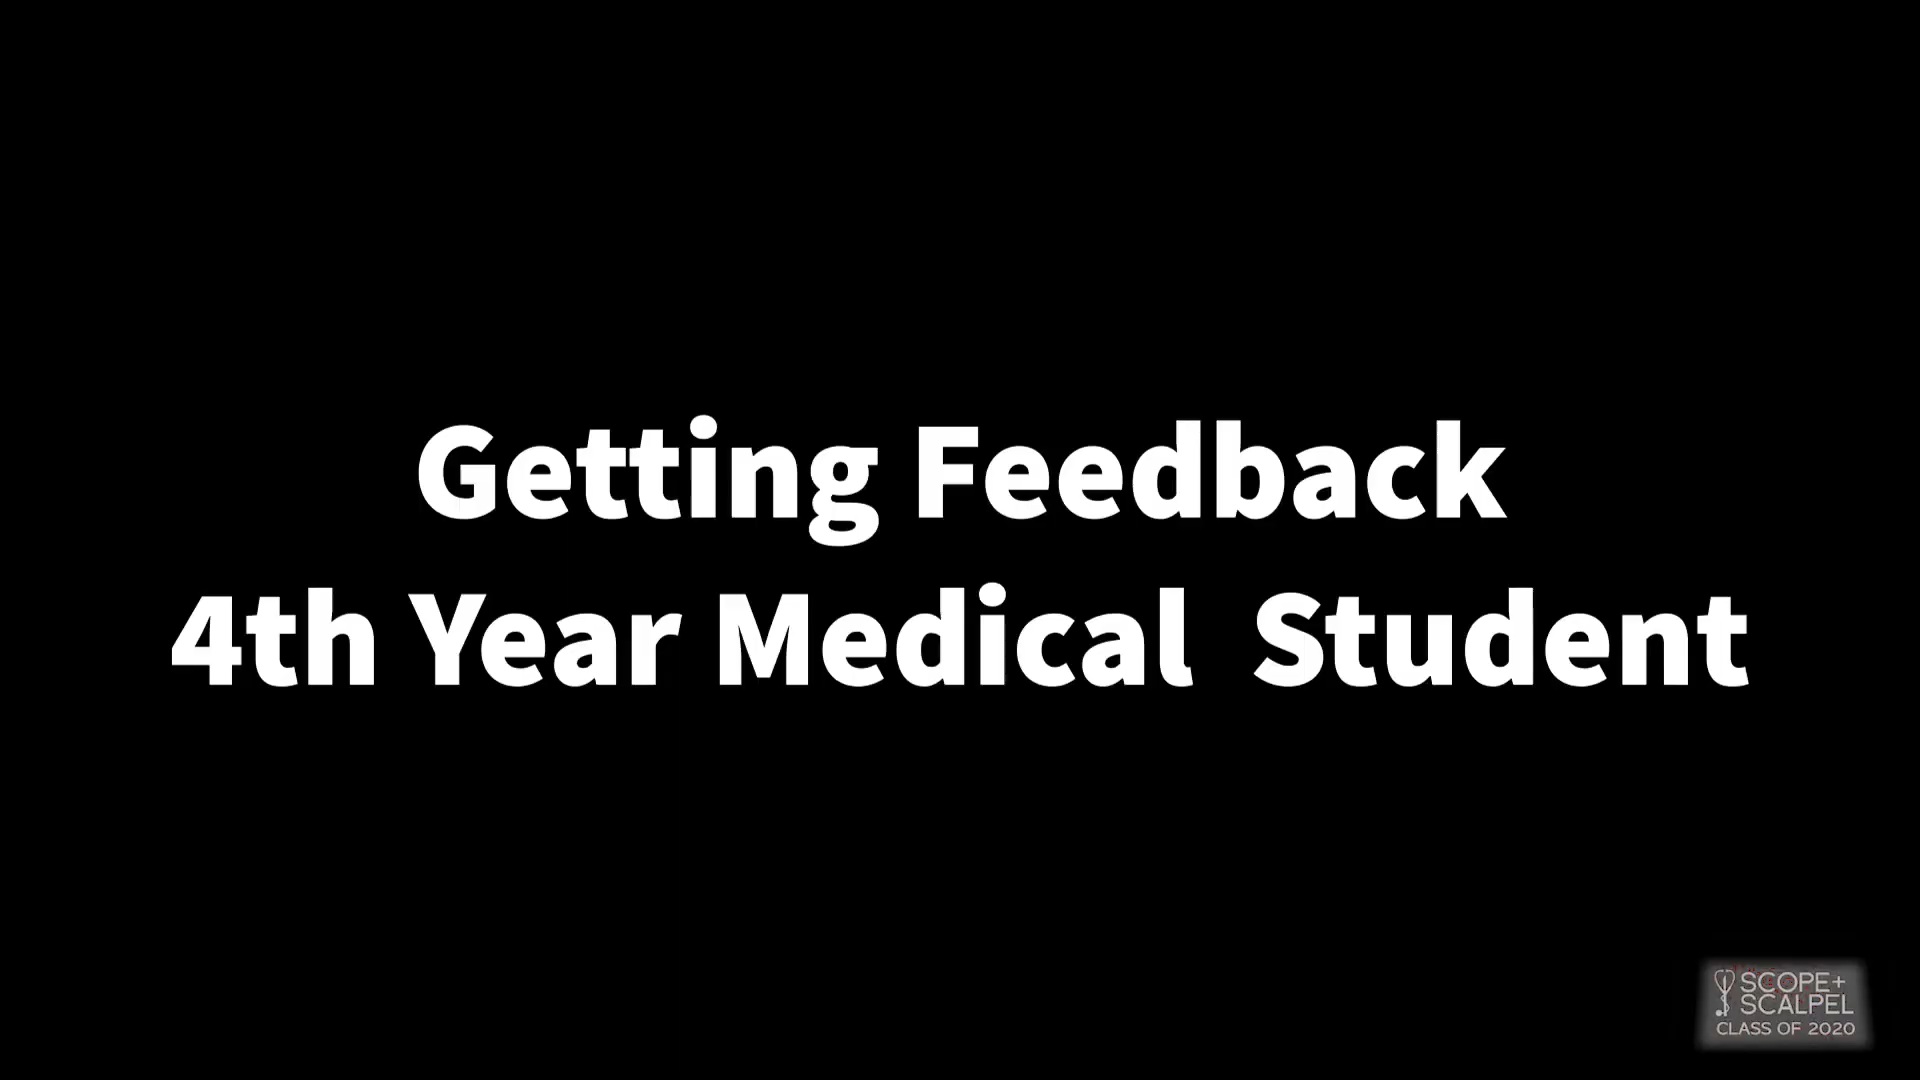 Getting Feedback
4th Year Medical  Student
SCOPE+
SCALPEL
CLASS OF 2020